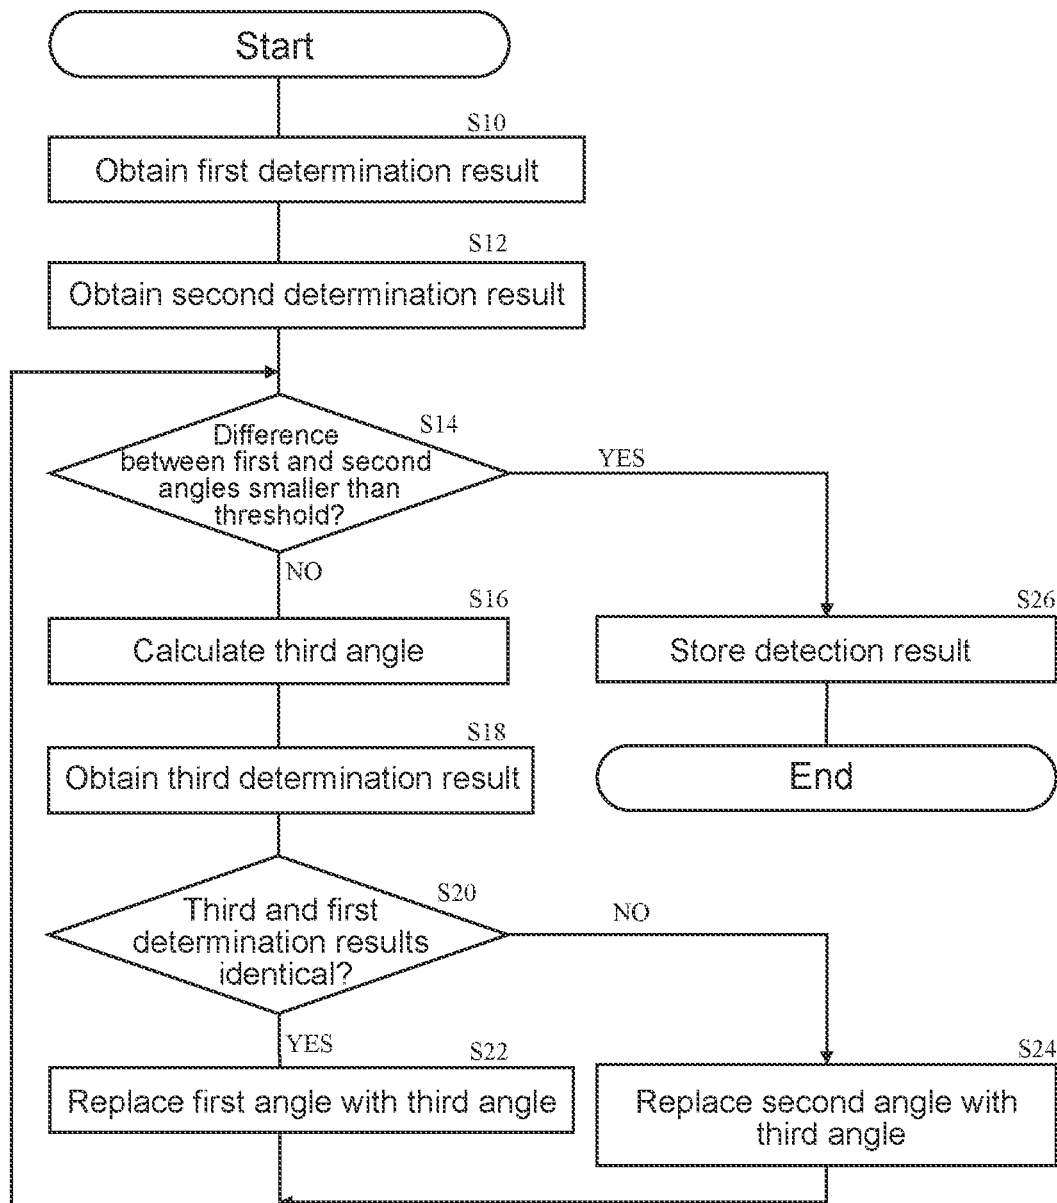 Start
S10
Obtain first determination result
S12
Obtain second determination result
S14
Difference
between first and second
angles smaller than
threshold?
YES
NO
S16
Calculate third angle
S26
Store detection result
S18
Obtain third determination result
End
S20
Third and first
determination results
identical?
NO
YES
S22
Replace first angle with third angle
S24
Replace second angle with
third angle